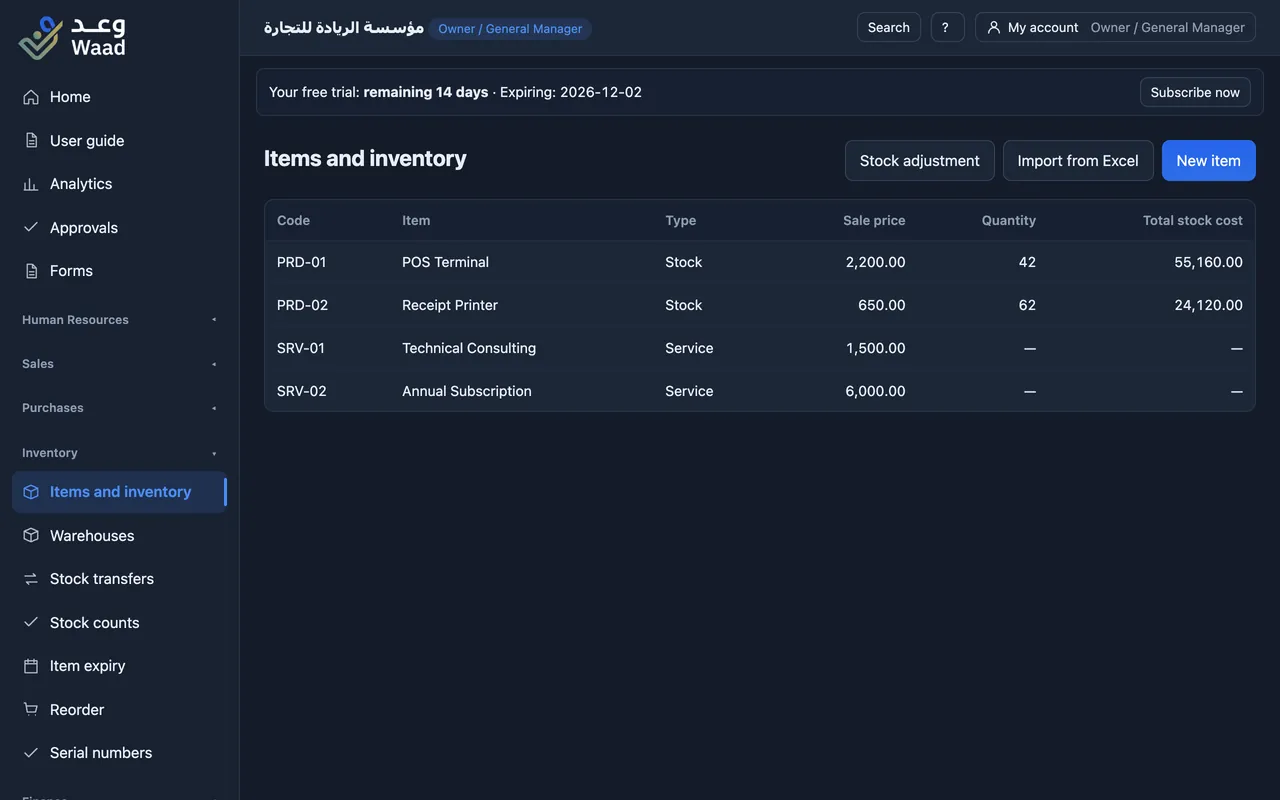 وعد
Waad
Home
User guide
Analytics
Approvals
Forms
Human Resources
Sales
Purchases
Inventory
Items and inventory
Warehouses
Stock transfers
Stock counts
Item expiry
Reorder
Serial numbers
Finance
مؤسسة الريادة للتجارة Owner / General Manager Search ? My account Owner / General Manager
Your free trial: remaining 14 days · Expiring: 2026-12-02 Subscribe now
Items and inventory Stock adjustment Import from Excel New item
Code Item Type Sale price Quantity Total stock cost
PRD-01 POS Terminal Stock 2,200.00 42 55,160.00
PRD-02 Receipt Printer Stock 650.00 62 24,120.00
SRV-01 Technical Consulting Service 1,500.00 — —
SRV-02 Annual Subscription Service 6,000.00 — —